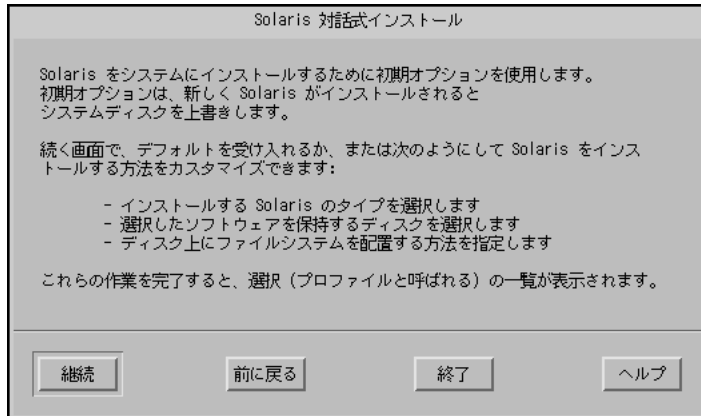 Solaris 対話式インストール
Solaris をシステムにインストールするために初期オプションを使用します。
初期オプションは、新しく Solaris がインストールされると
システムディスクを上書きします。
続く画面で、デフォルトを受け入れるか、または次のようにして Solaris をインス
トールする方法をカスタマイズできます:
- インストールする Solaris のタイプを選択します
- 選択したソフトウェアを保持するディスクを選択します
- ディスク上にファイルシステムを配置する方法を指定します
これらの作業を完了すると、選択（プロファイルと呼ばれる）の一覧が表示されます。
継続 前に戻る 終了 ヘルプ